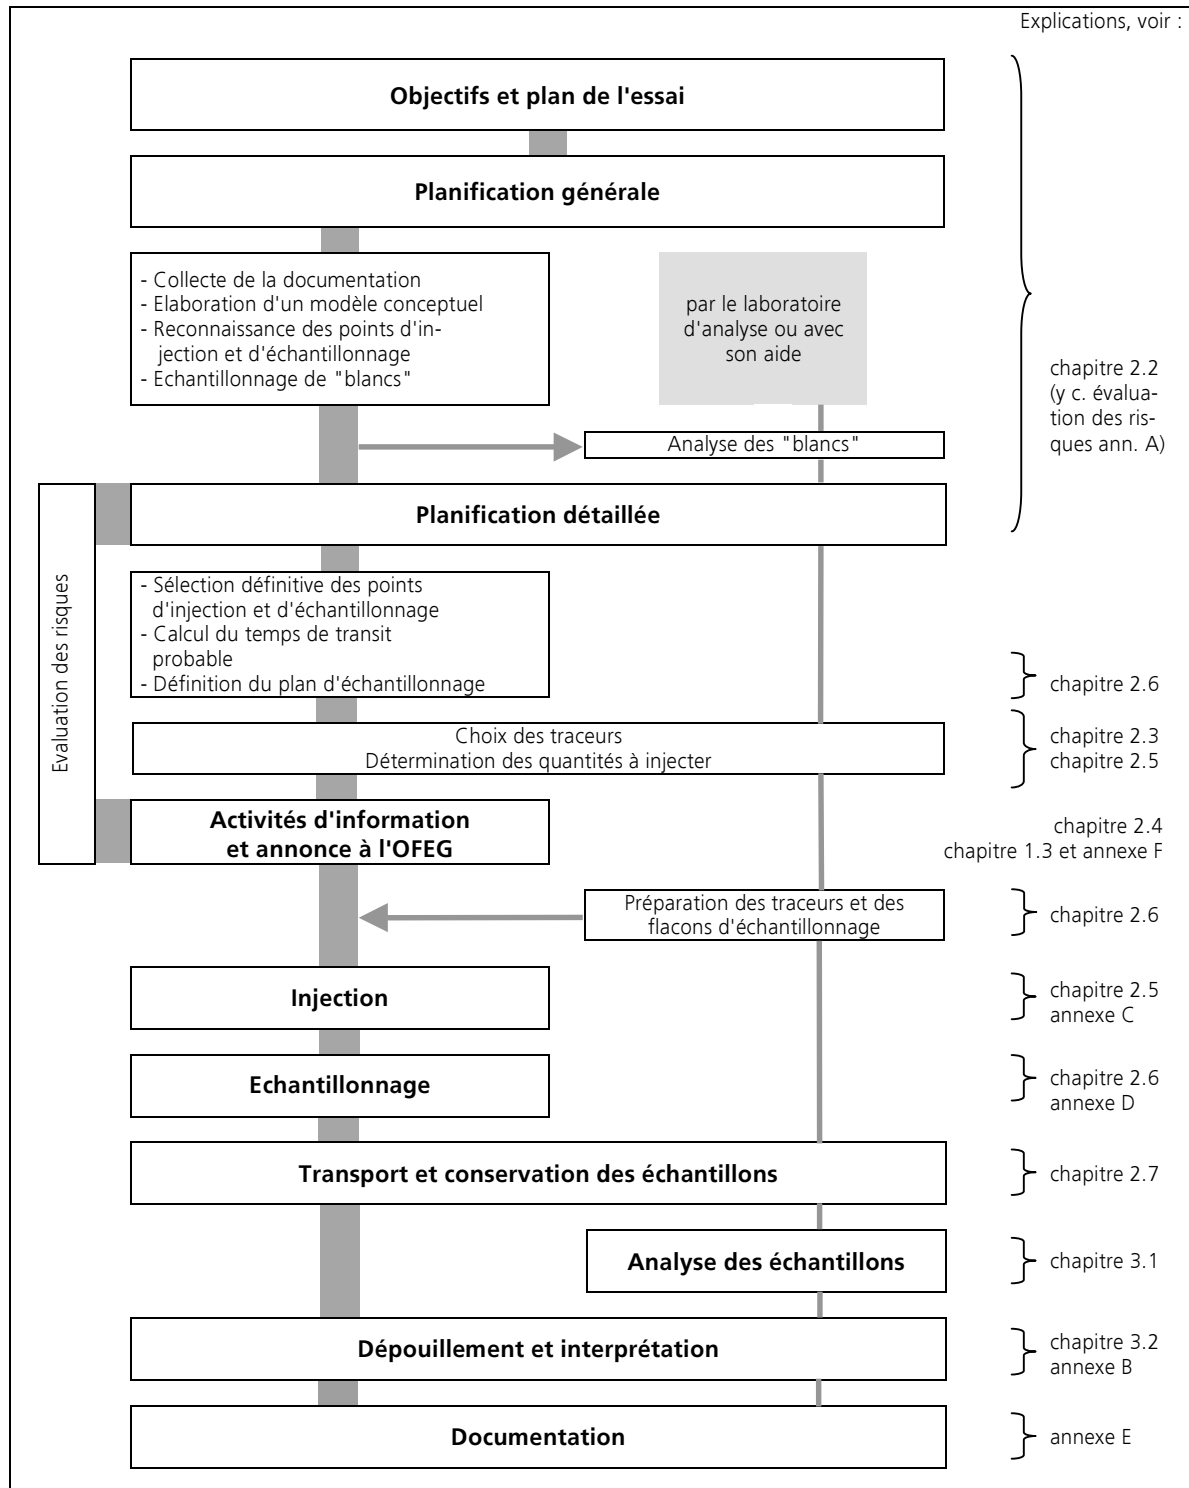 Explications, voir :
Objectifs et plan de l'essai
Planification générale
- Collecte de la documentation
- Elaboration d'un modèle conceptuel
- Reconnaissance des points d'in-
jection et d'échantillonnage
- Echantillonnage de "blancs"
par le laboratoire
d'analyse ou avec
son aide
chapitre 2.2
(y c. évalua-
tion des ris-
ques ann. A)
Analyse des "blancs"
Planification détaillée
Evaluation des risques
- Sélection définitive des points
d'injection et d'échantillonnage
- Calcul du temps de transit
probable
- Définition du plan d'échantillonnage
chapitre 2.6
Choix des traceurs
Détermination des quantités à injecter
chapitre 2.3
chapitre 2.5
Activités d'information
et annonce à l'OFEG
chapitre 2.4
chapitre 1.3 et annexe F
Préparation des traceurs et des
flacons d'échantillonnage
chapitre 2.6
Injection
chapitre 2.5
annexe C
Echantillonnage
chapitre 2.6
annexe D
Transport et conservation des échantillons
chapitre 2.7
Analyse des échantillons
chapitre 3.1
Dépouillement et interprétation
chapitre 3.2
annexe B
Documentation
annexe E